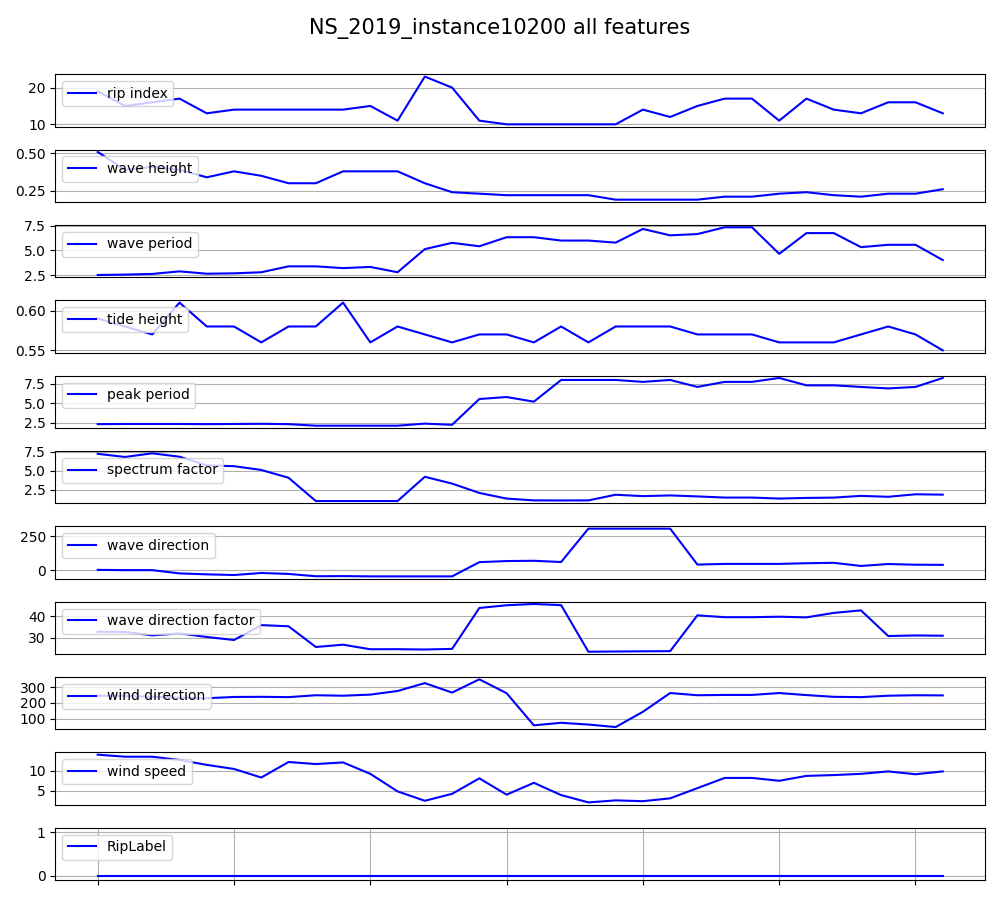 NS_2019_instance10200 all features
20
10
rip index
0.50
0.25
wave height
7.5
5.0
2.5
wave period
0.60
0.55
tide height
7.5
5.0
2.5
peak period
7.5
5.0
2.5
spectrum factor
250
0
wave direction
40
30
wave direction factor
300
200
100
wind direction
10
5
wind speed
1
0
RipLabel